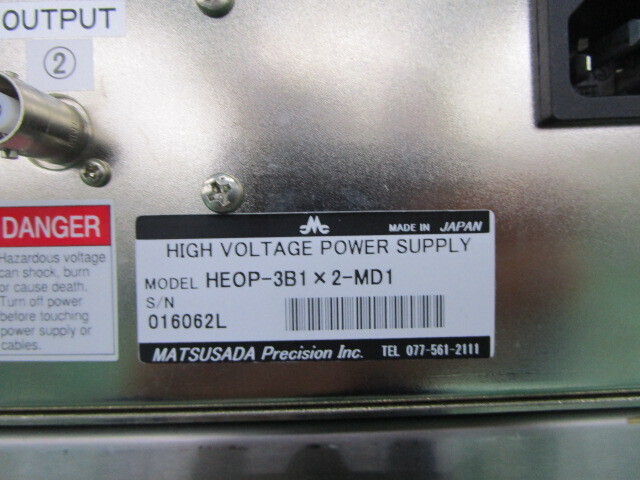 OUTPUT
②
DANGER
Hazardous voltage
can shock, burn
or cause death.
Turn off power
before touching
power supply or
cables.
MADE IN JAPAN
HIGH VOLTAGE POWER SUPPLY
MODEL HEOP-3B1×2-MD1
S/N
016062L
MATSUSADA Precision Inc. TEL 077-561-2111